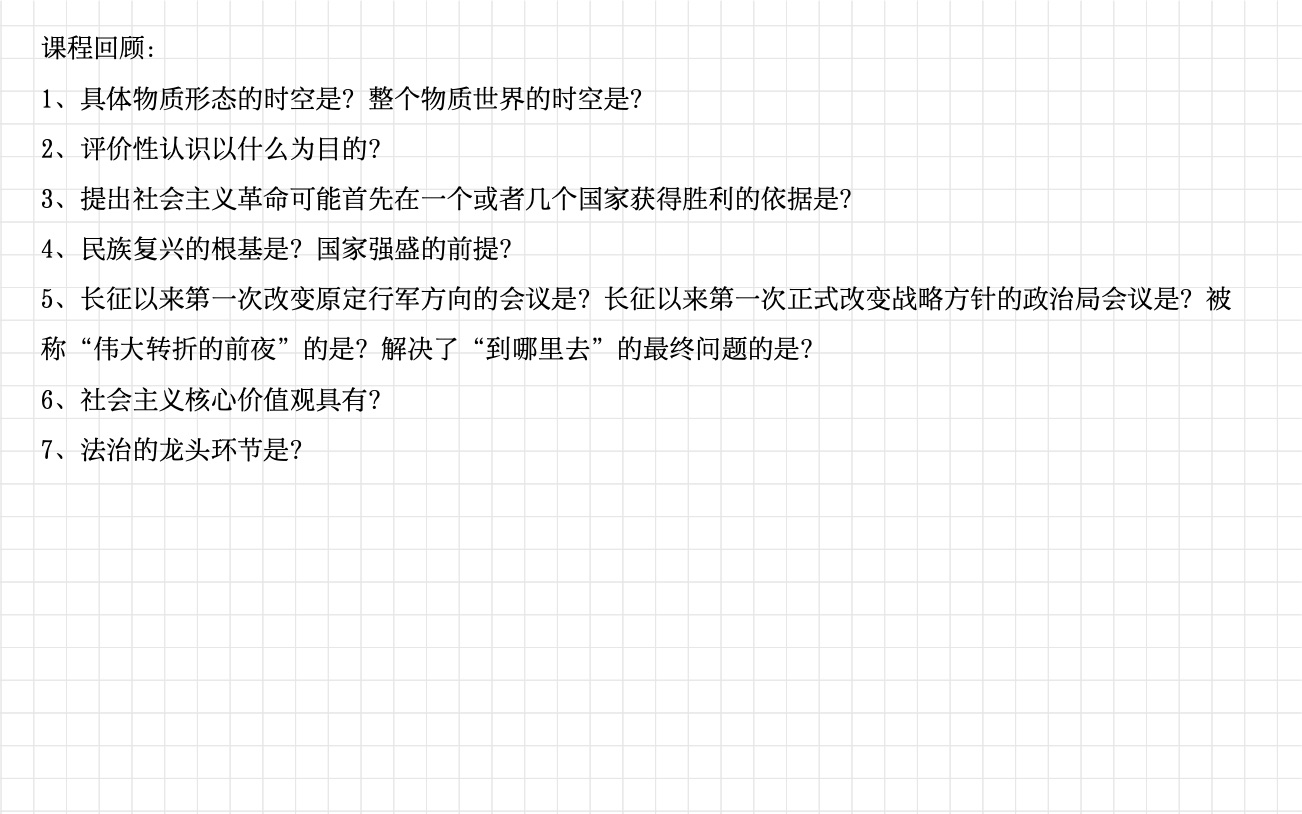 课程回顾：
1、具体物质形态的时空是？整个物质世界的时空是？
2、评价性认识以什么为目的？
3、提出社会主义革命可能首先在一个或者几个国家获得胜利的依据是？
4、民族复兴的根基是？国家强盛的前提？
5、长征以来第一次改变原定行军方向的会议是？长征以来第一次正式改变战略方针的政治局会议是？被
称“伟大转折的前夜”的是？解决了“到哪里去”的最终问题的是？
6、社会主义核心价值观具有？
7、法治的龙头环节是？